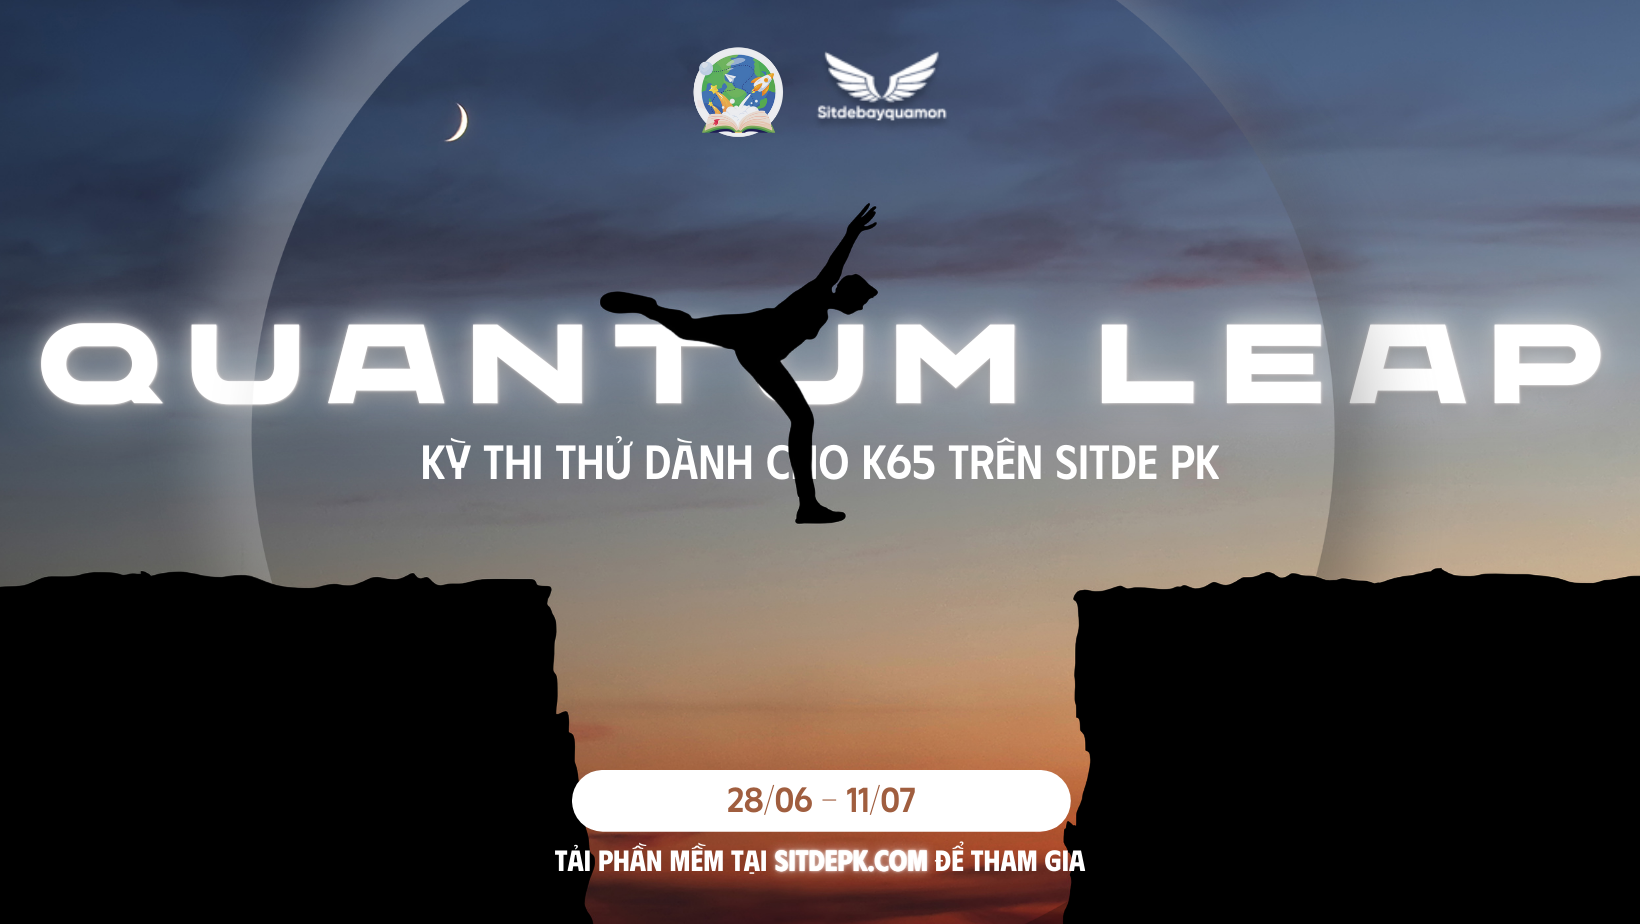 Sitdebayquamon
QUANTUM LEAP
KỲ THI THỬ DÀNH CHO K65 TRÊN SITDE PK
28/06 – 11/07
TẢI PHẦN MỀM TẠI SITDEPK.COM ĐỂ THAM GIA